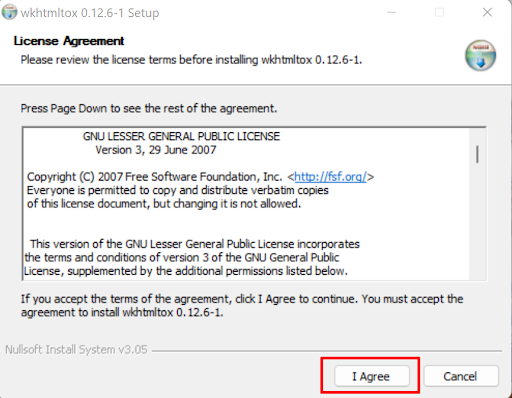 wkhtmltox 0.12.6-1 Setup
License Agreement
Please review the license terms before installing wkhtmltox 0.12.6-1.
Press Page Down to see the rest of the agreement.
GNU LESSER GENERAL PUBLIC LICENSE
Version 3, 29 June 2007
Copyright (C) 2007 Free Software Foundation, Inc. <http://fsf.org/>
Everyone is permitted to copy and distribute verbatim copies
of this license document, but changing it is not allowed.
This version of the GNU Lesser General Public License incorporates
the terms and conditions of version 3 of the GNU General Public
License, supplemented by the additional permissions listed below.
If you accept the terms of the agreement, click I Agree to continue. You must accept the
agreement to install wkhtmltox 0.12.6-1.
Nullsoft Install System v3.05
I Agree
Cancel